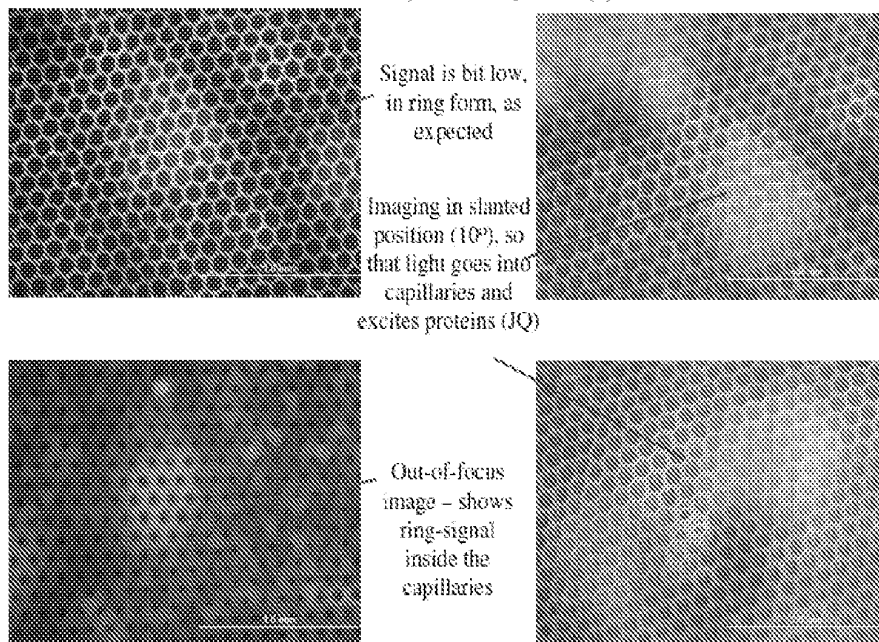 Signal is bit low,
in ring form, as
expected
Imaging in slanted
position (10º), so
that light goes into
capillaries and
excites proteins (JQ)
Out-of-focus
image – shows
ring-signal
inside the
capillaries